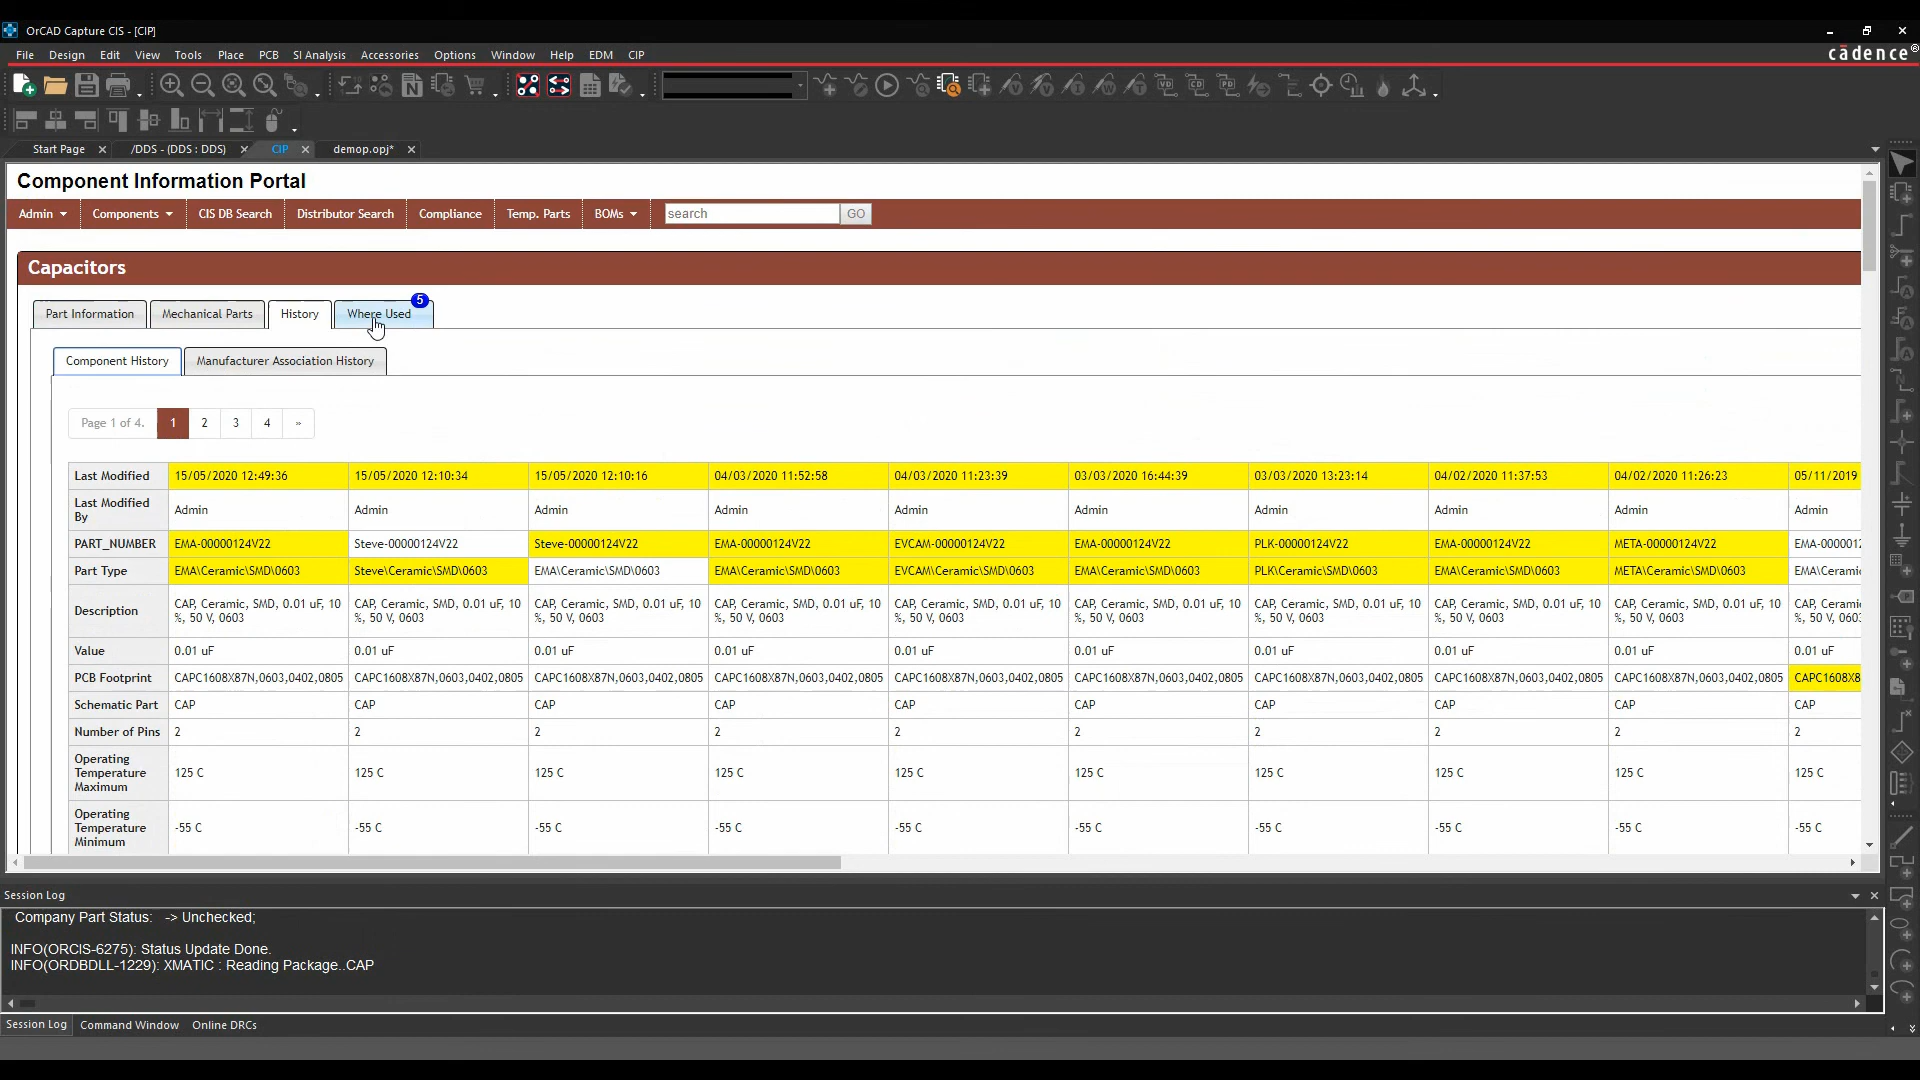 OrCAD Capture CIS - [CIP]
File Design Edit View Tools Place PCB SI Analysis Accessories Options Window Help EDM CIP
cādence®
Start Page /DDS - (DDS : DDS) CIP demop.opj*
Component Information Portal
Admin Components CIS DB Search Distributor Search Compliance Temp. Parts BOMs search GO
Capacitors
Part Information Mechanical Parts History Where Used 5
Component History Manufacturer Association History
Page 1 of 4. 1 2 3 4 »
Last Modified 15/05/2020 12:49:36 15/05/2020 12:10:34 15/05/2020 12:10:16 04/03/2020 11:52:58 04/03/2020 11:23:39 03/03/2020 16:44:39 03/03/2020 13:23:14 04/02/2020 11:37:53 04/02/2020 11:26:23 05/11/2019
Last Modified
By Admin Admin Admin Admin Admin Admin Admin Admin Admin Admin
PART_NUMBER EMA-00000124V22 Steve-00000124V22 Steve-00000124V22 EMA-00000124V22 EVCAM-00000124V22 EMA-00000124V22 PLK-00000124V22 EMA-00000124V22 META-00000124V22 EMA-000001
Part Type EMA\Ceramic\SMD\0603 Steve\Ceramic\SMD\0603 EMA\Ceramic\SMD\0603 EMA\Ceramic\SMD\0603 EVCAM\Ceramic\SMD\0603 EMA\Ceramic\SMD\0603 PLK\Ceramic\SMD\0603 EMA\Ceramic\SMD\0603 META\Ceramic\SMD\0603 EMA\Cerami
Description CAP, Ceramic, SMD, 0.01 uF, 10 CAP, Ceramic, SMD, 0.01 uF, 10 CAP, Ceramic, SMD, 0.01 uF, 10 CAP, Ceramic, SMD, 0.01 uF, 10 CAP, Ceramic, SMD, 0.01 uF, 10 CAP, Ceramic, SMD, 0.01 uF, 10 CAP, Ceramic, SMD, 0.01 uF, 10 CAP, Ceramic, SMD, 0.01 uF, 10 CAP, Ceramic, SMD, 0.01 uF, 10 CAP, Cerami
%, 50 V, 0603 %, 50 V, 0603 %, 50 V, 0603 %, 50 V, 0603 %, 50 V, 0603 %, 50 V, 0603 %, 50 V, 0603 %, 50 V, 0603 %, 50 V, 0603 %, 50 V, 0603
Value 0.01 uF 0.01 uF 0.01 uF 0.01 uF 0.01 uF 0.01 uF 0.01 uF 0.01 uF 0.01 uF 0.01 uF
PCB Footprint CAPC1608X87N,0603,0402,0805 CAPC1608X87N,0603,0402,0805 CAPC1608X87N,0603,0402,0805 CAPC1608X87N,0603,0402,0805 CAPC1608X87N,0603,0402,0805 CAPC1608X87N,0603,0402,0805 CAPC1608X87N,0603,0402,0805 CAPC1608X87N,0603,0402,0805 CAPC1608X87N,0603,0402,0805 CAPC1608X8
Schematic Part CAP CAP CAP CAP CAP CAP CAP CAP CAP CAP
Number of Pins 2 2 2 2 2 2 2 2 2 2
Operating
Temperature
Maximum 125 C 125 C 125 C 125 C 125 C 125 C 125 C 125 C 125 C 125 C
Operating
Temperature
Minimum -55 C -55 C -55 C -55 C -55 C -55 C -55 C -55 C -55 C -55 C
Session Log
Company Part Status: -> Unchecked;
INFO(ORCIS-6275): Status Update Done.
INFO(ORDBDLL-1229): XMATIC : Reading Package..CAP
Session Log Command Window Online DRCs